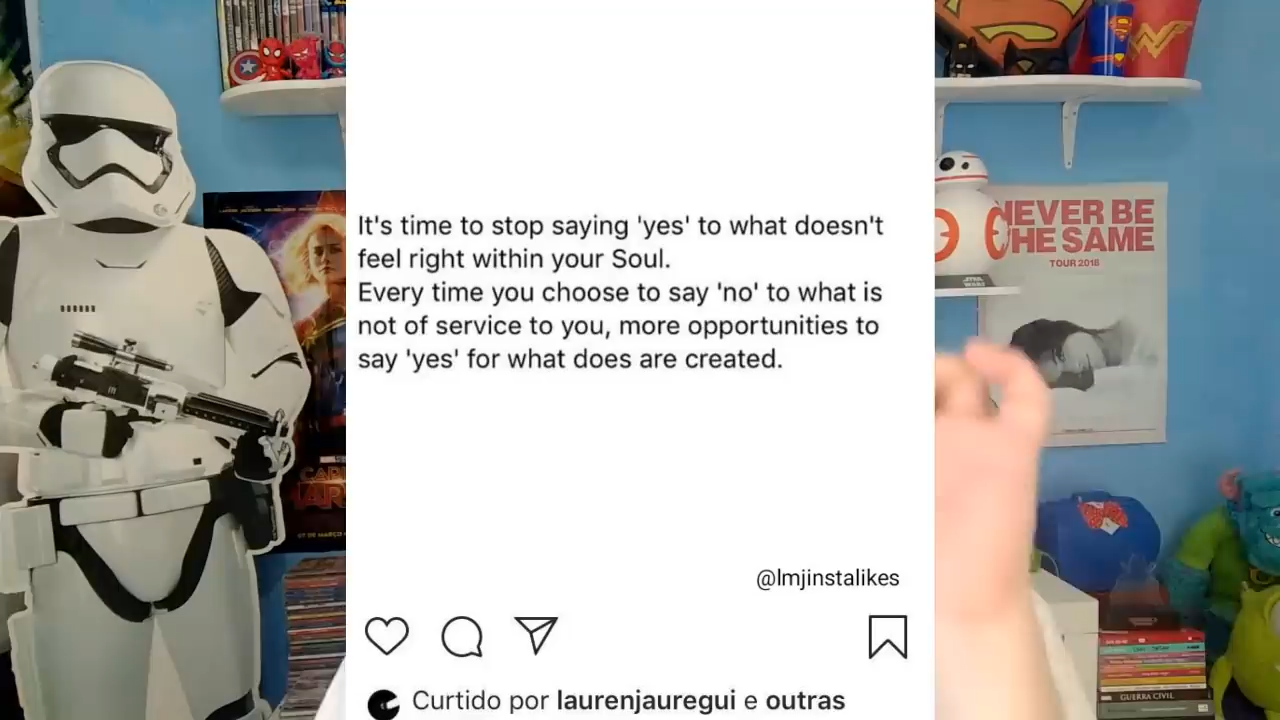 It's time to stop saying 'yes' to what doesn't
feel right within your Soul.
Every time you choose to say 'no' to what is
not of service to you, more opportunities to
say 'yes' for what does are created.
@lmjinstalikes
Curtido por laurenjauregui e outras
NEVER BE
THE SAME
TOUR 2018
STAR
WARS
GUERRA CIVIL